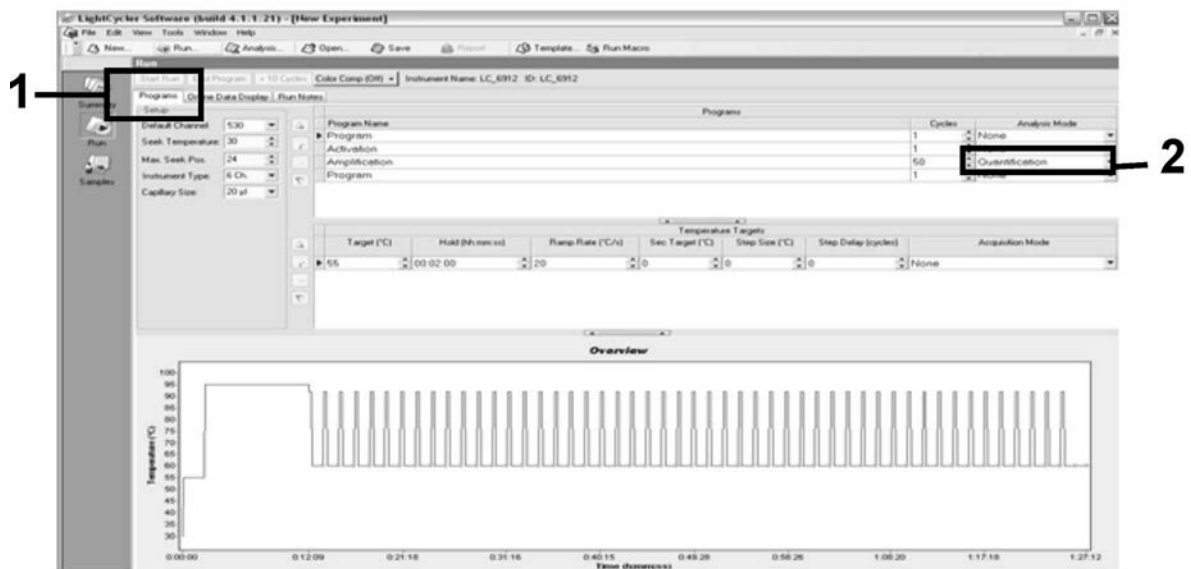 LightCycler Software (build 4.1.1.21) - [New Experiment]
File Edit View Tools Window Help
New... Run... Analysis... Open... Save Report Template... Run Macro
Run
Start Run End Program + 10 Cycles Color Comp (Off) Instrument Name: LC_6912 ID: LC_6912
1
Programs Online Data Display Run Notes
Summary
Run
Samples
Setup
Default Channel: 530
Seek Temperature: 30
Max. Seek Pos. 24
Instrument Type: 6 Ch.
Capillary Size: 20 µl
Programs
Program Name Cycles Analysis Mode
Program 1 None
Activation 1
Amplification 50 Quantification
Program 1 None
2
Temperature Targets
Target (°C) Hold (hh:mm:ss) Ramp Rate (°C/s) Sec Target (°C) Step Size (°C) Step Delay (cycles) Acquisition Mode
55 00:02:00 20 0 0 0 None
Overview
Temperature (°C)
100
95
90
85
80
75
70
65
60
55
50
45
40
35
30
0:00:00 0:12:09 0:21:18 0:31:16 0:40:15 0:49:28 0:58:26 1:08:20 1:17:18 1:27:12
Time (h:mm:ss)